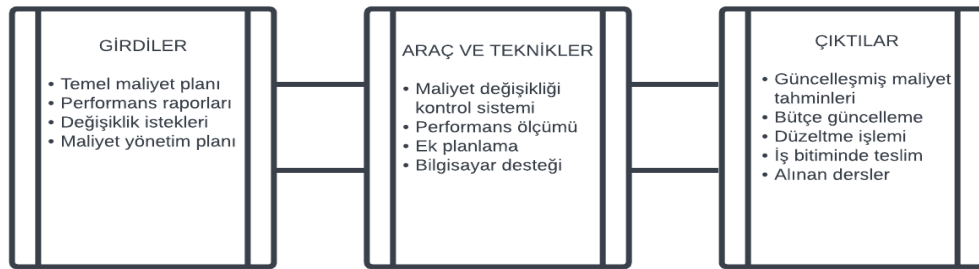 GİRDİLER
• Temel maliyet planı
• Performans raporları
• Değişiklik istekleri
• Maliyet yönetim planı
ARAÇ VE TEKNİKLER
• Maliyet değişikliği
kontrol sistemi
• Performans ölçümü
• Ek planlama
• Bilgisayar desteği
ÇIKTILAR
• Güncelleşmiş maliyet
tahminleri
• Bütçe güncelleme
• Düzeltme işlemi
• İş bitiminde teslim
• Alınan dersler